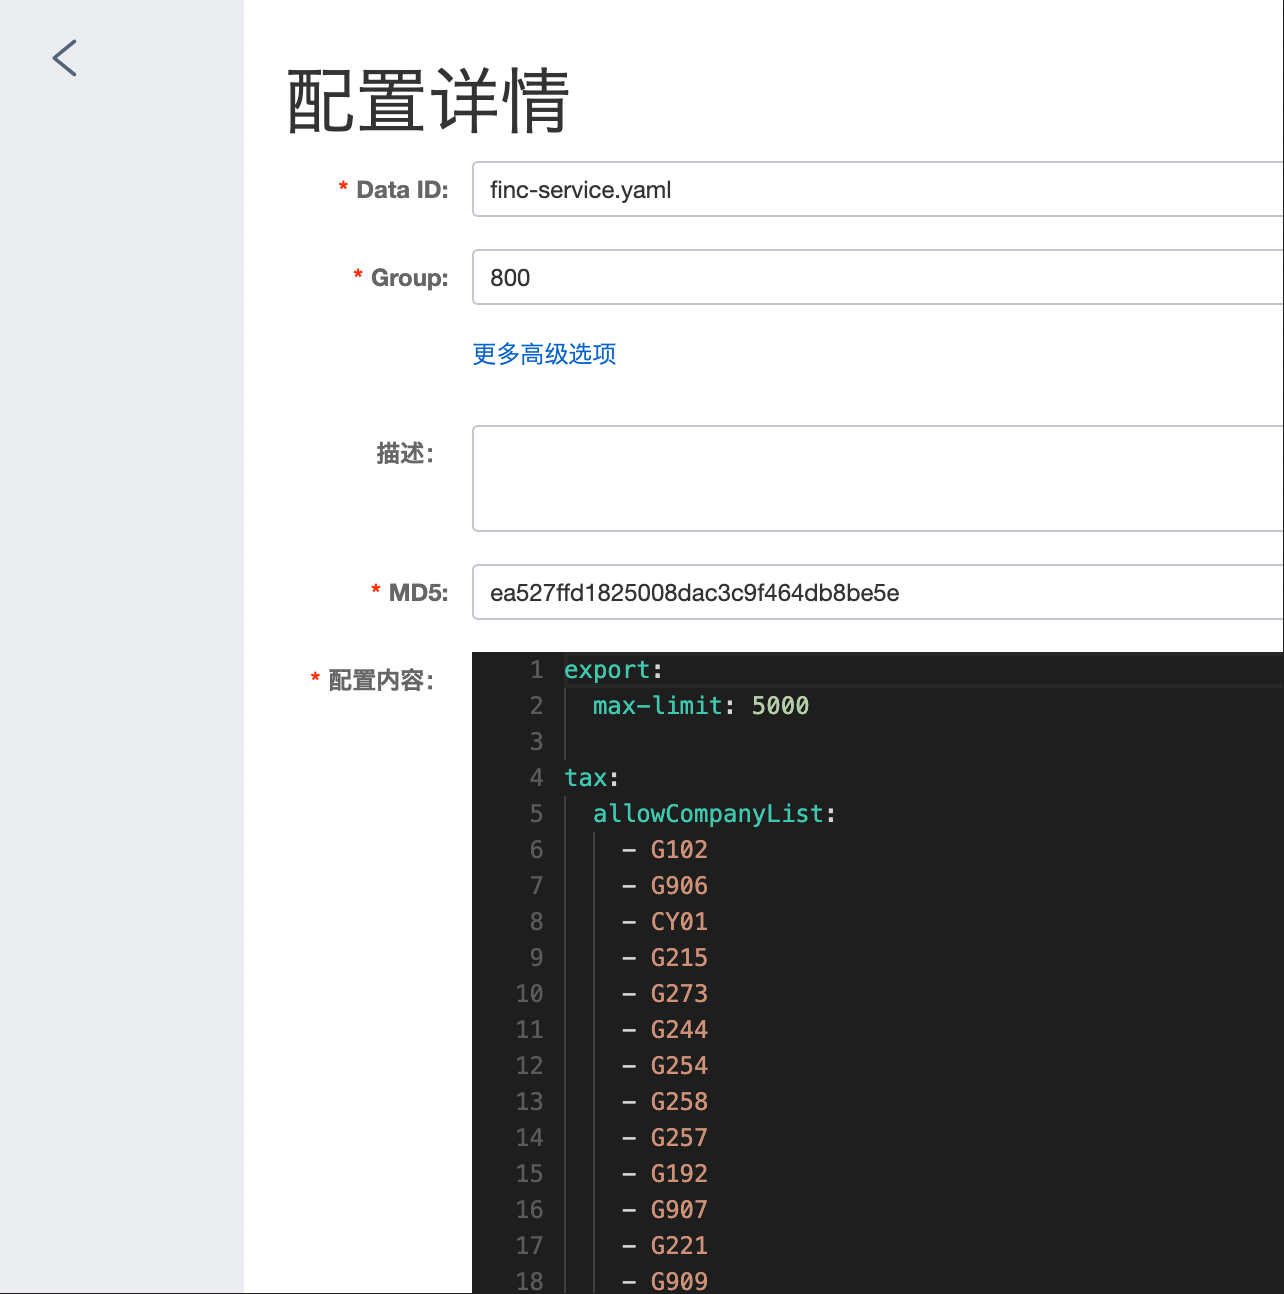 配置详情
* Data ID: finc-service.yaml
* Group: 800
更多高级选项
描述:
* MD5: ea527ffd1825008dac3c9f464db8be5e
* 配置内容:
1 export:
2 max-limit: 5000
3
4 tax:
5 allowCompanyList:
6 - G102
7 - G906
8 - CY01
9 - G215
10 - G273
11 - G244
12 - G254
13 - G258
14 - G257
15 - G192
16 - G907
17 - G221
18 - G909